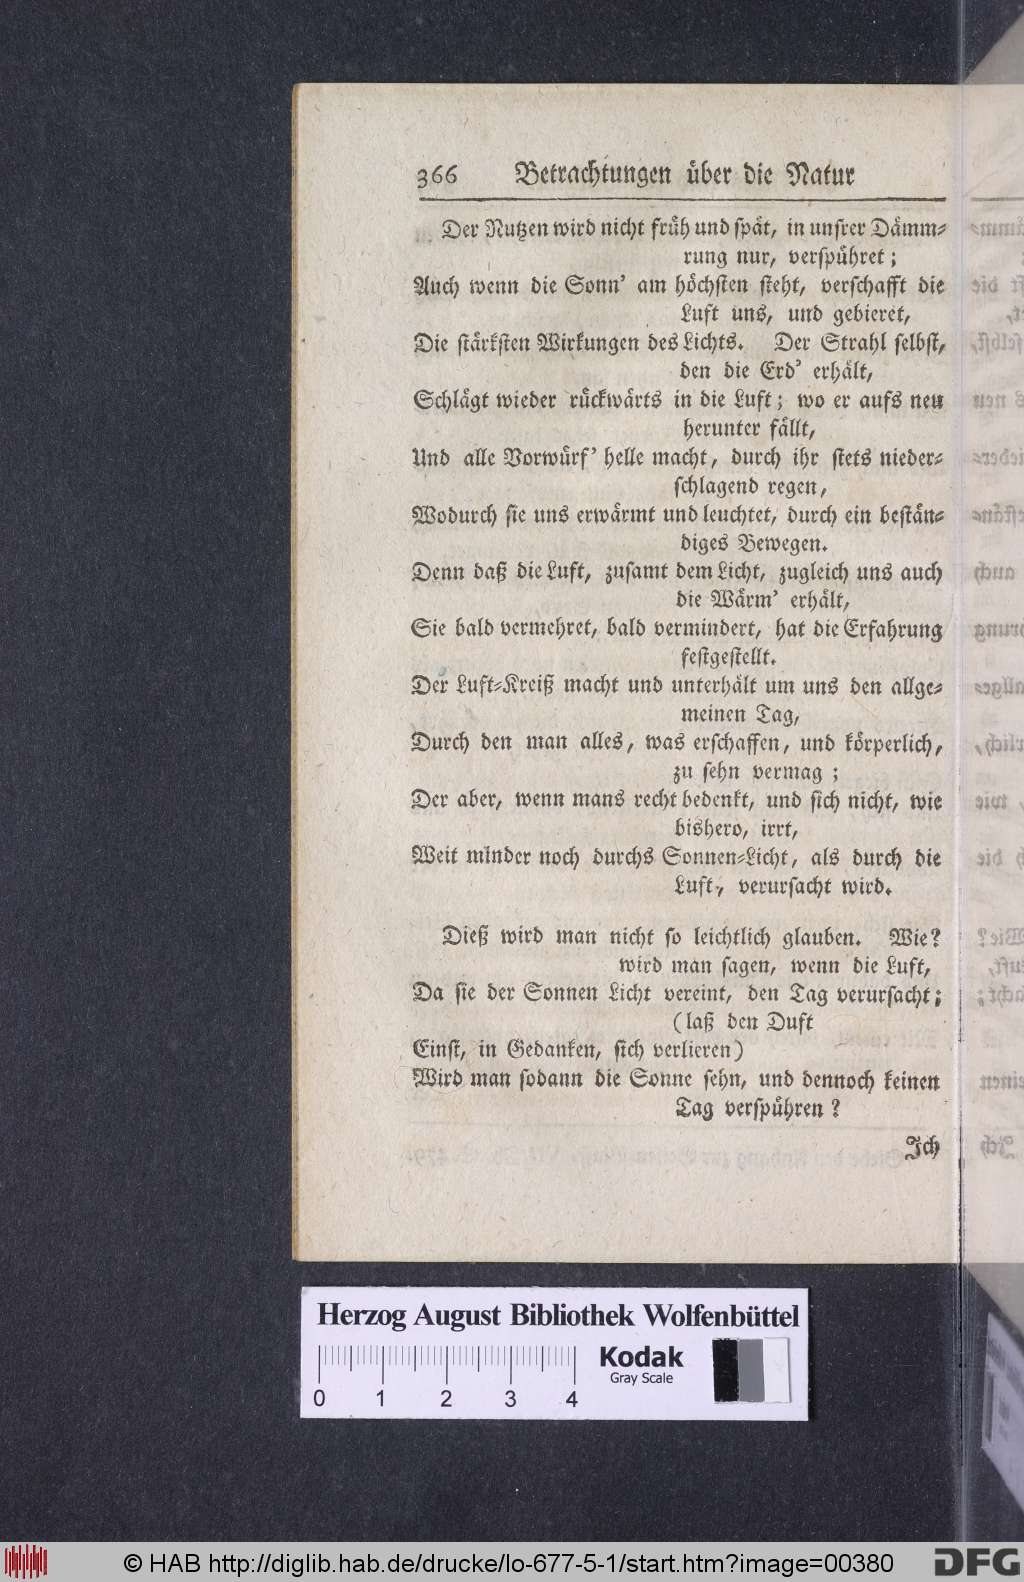 366 Betrachtungen über die Natur
Der Nutzen wird nicht früh und spät, in unsrer Dämm-
rung nur, verspühret;
Auch wenn die Sonn' am höchsten steht, verschafft die
Luft uns, und gebieret,
Die stärksten Wirkungen des Lichts. Der Strahl selbst,
den die Erd' erhält,
Schlägt wieder rückwärts in die Luft; wo er aufs neu
herunter fällt,
Und alle Vorwürf' helle macht, durch ihr stets nieder-
schlagend regen,
Wodurch sie uns erwärmt und leuchtet, durch ein bestän-
diges Bewegen.
Denn daß die Luft, zusamt dem Licht, zugleich uns auch
die Wärm' erhält,
Sie bald vermehret, bald vermindert, hat die Erfahrung
festgestellt.
Der Luft-Kreiß macht und unterhält um uns den allge-
meinen Tag,
Durch den man alles, was erschaffen, und körperlich,
zu sehn vermag;
Der aber, wenn mans recht bedenkt, und sich nicht, wie
bishero, irrt,
Weit minder noch durchs Sonnen-Licht, als durch die
Luft, verursacht wird.
Dieß wird man nicht so leichtlich glauben. Wie?
wird man sagen, wenn die Luft,
Da sie der Sonnen Licht vereint, den Tag verursacht;
(laß den Duft
Einst, in Gedanken, sich verlieren)
Wird man sodann die Sonne sehn, und dennoch keinen
Tag verspühren?
Ich
Herzog August Bibliothek Wolfenbüttel
Kodak
Gray Scale
0 1 2 3 4
© HAB http://diglib.hab.de/drucke/lo-677-5-1/start.htm?image=00380
DFG